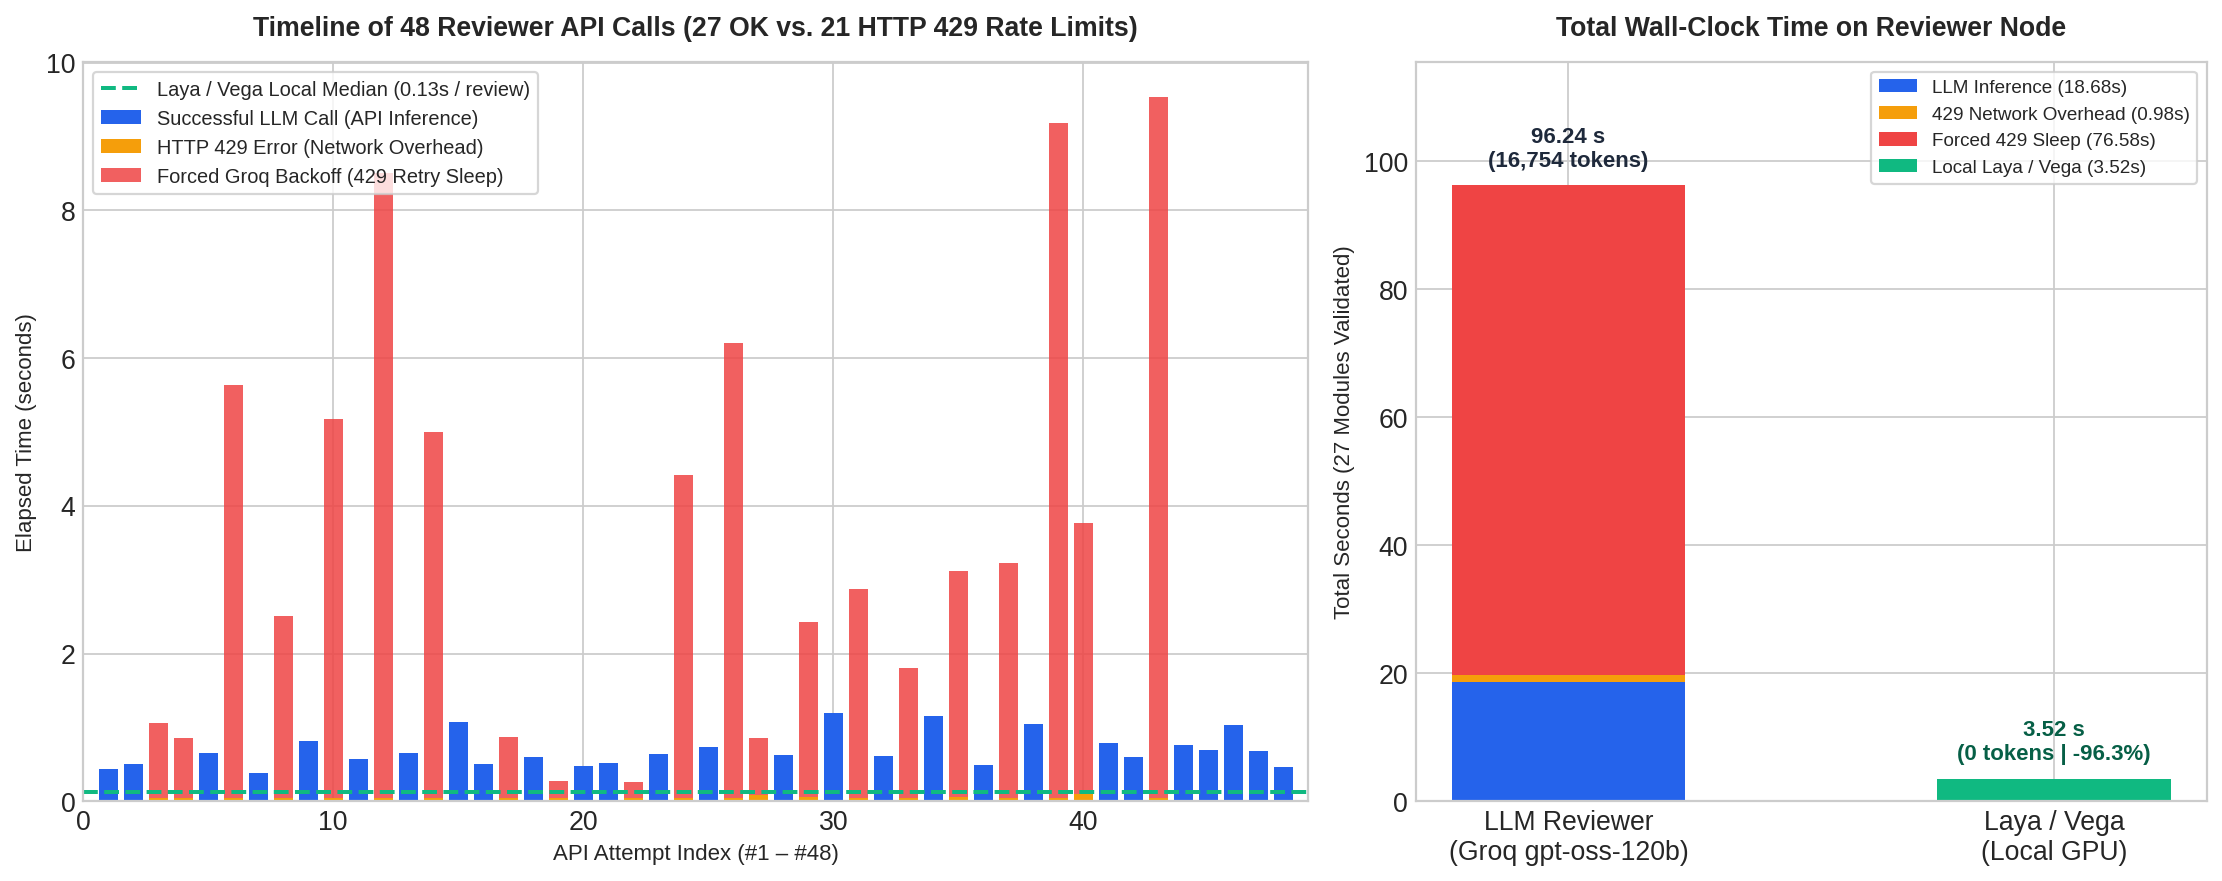 Timeline of 48 Reviewer API Calls (27 OK vs. 21 HTTP 429 Rate Limits)
Elapsed Time (seconds)
10
8
6
4
2
0
Laya / Vega Local Median (0.13s / review)
Successful LLM Call (API Inference)
HTTP 429 Error (Network Overhead)
Forced Groq Backoff (429 Retry Sleep)
0
10
20
30
40
API Attempt Index (#1 – #48)
Total Wall-Clock Time on Reviewer Node
Total Seconds (27 Modules Validated)
100
80
60
40
20
0
LLM Inference (18.68s)
429 Network Overhead (0.98s)
Forced 429 Sleep (76.58s)
Local Laya / Vega (3.52s)
96.24 s
(16,754 tokens)
3.52 s
(0 tokens | -96.3%)
LLM Reviewer
(Groq gpt-oss-120b)
Laya / Vega
(Local GPU)